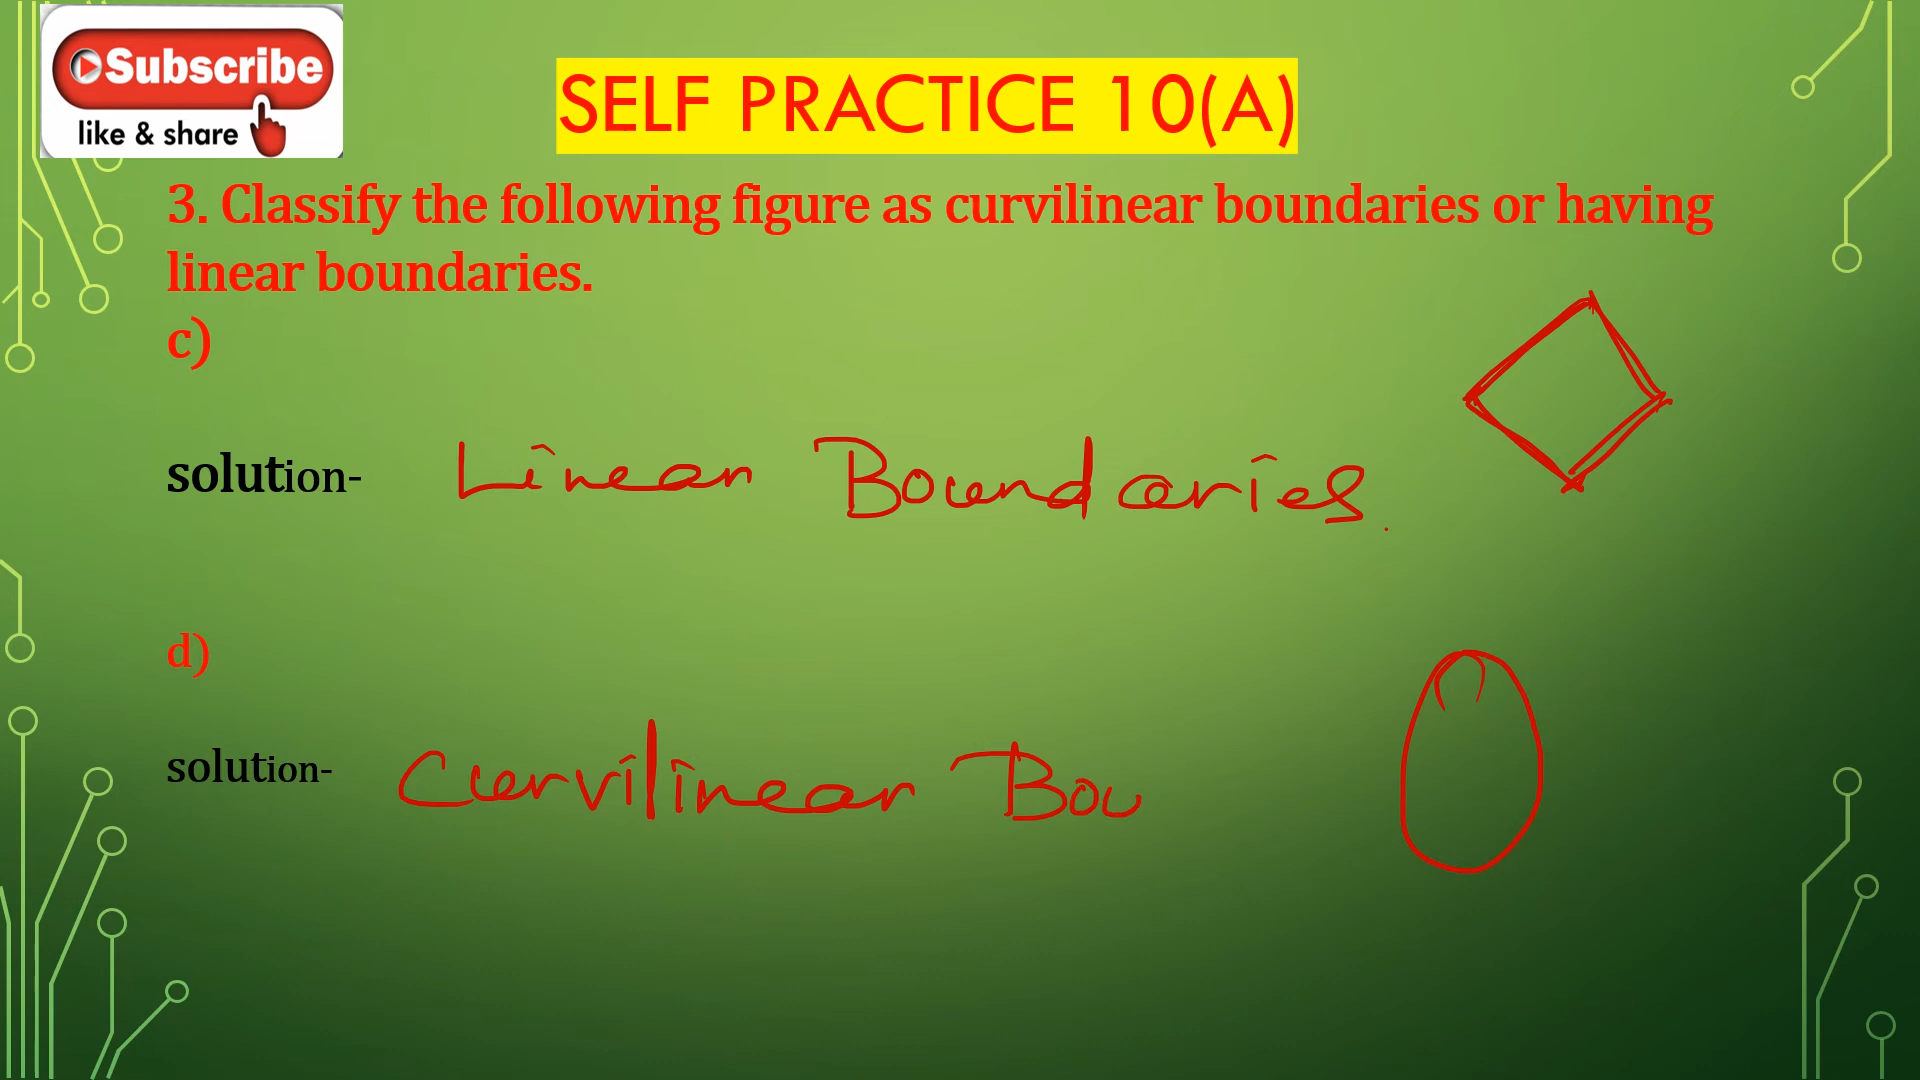 Subscribe
like & share
SELF PRACTICE 10(A)
3. Classify the following figure as curvilinear boundaries or having
linear boundaries.
c)
solution- Linear Boundaries.
d)
solution- Curvilinear Bou